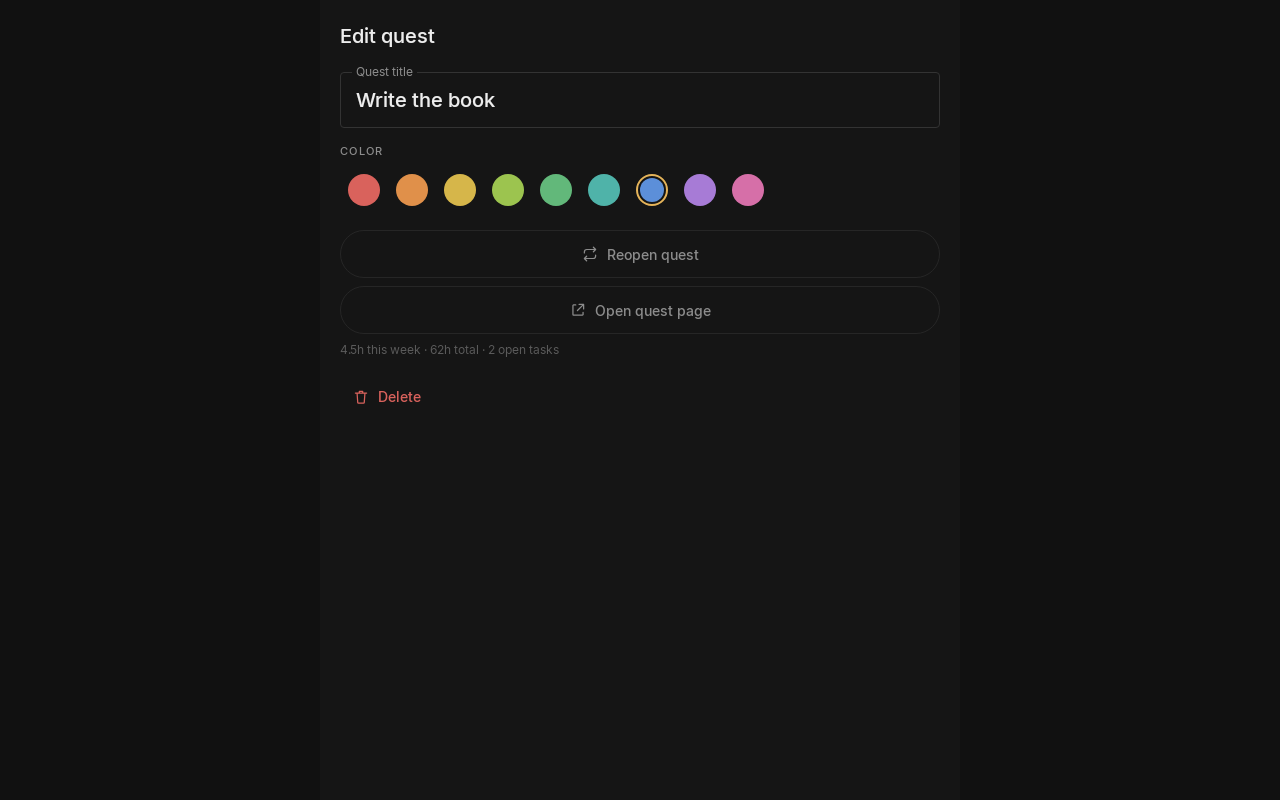 Edit quest
Quest title
Write the book
COLOR
Reopen quest
Open quest page
4.5h this week · 62h total · 2 open tasks
Delete